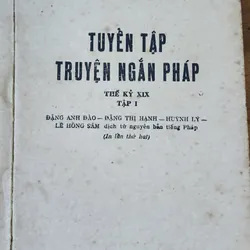 TUYỂN TẬP
TRUYỆN NGẮN PHÁP
THẾ KỶ XIX
TẬP I
ĐẶNG ANH ĐÀO — ĐẶNG THỊ HẠNH — HUỲNH LÝ —
LÊ HỒNG SÂM dịch từ nguyên bản tiếng Pháp
(In lần thứ hai)